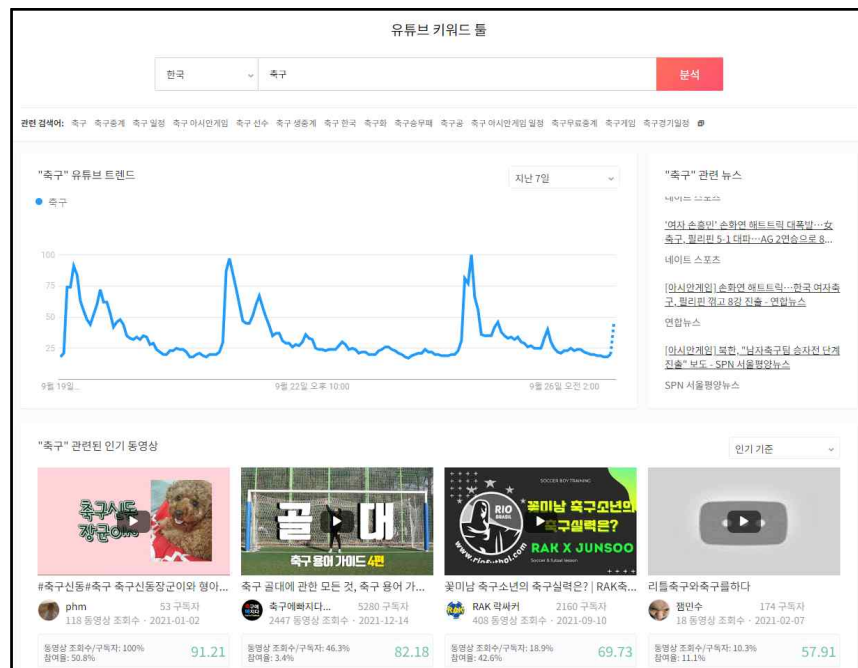 유튜브 키워드 툴
한국 축구 분석
관련 검색어: 축구 축구중계 축구 일정 축구 아시안게임 축구 선수 축구 생중계 축구 한국 축구화 축구승무패 축구공 축구 아시안게임 일정 축구무료중계 축구게임 축구경기일정
"축구" 유튜브 트렌드
지난 7일
축구
100
75
50
25
9월 19일...
9월 22일 오후 10:00
9월 26일 오전 2:00
"축구" 관련 뉴스
네이트 스포츠
'여자 손흥민' 손화연 해트트릭 대폭발…女
축구, 필리핀 5-1 대파…AG 2연승으로 8...
네이트 스포츠
[아시안게임] 손화연 해트트릭…한국 여자축
구, 필리핀 꺾고 8강 진출 - 연합뉴스
연합뉴스
[아시안게임] 북한, "남자축구팀 승자전 단계
진출" 보도 - SPN 서울평양뉴스
SPN 서울평양뉴스
"축구" 관련된 인기 동영상
인기 기준
축구신동
장군이
#축구신동#축구 축구신동장군이와 형아...
phm 53 구독자
118 동영상 조회수 · 2021-01-02
동영상 조회수/구독자: 100%
참여율: 50.8%
91.21
골 대
축구 용어 가이드 4편
축구 골대에 관한 모든 것, 축구 용어 가...
축구에빠지다... 5280 구독자
2447 동영상 조회수 · 2021-12-14
동영상 조회수/구독자: 46.3%
참여율: 3.4%
82.18
SOCCER BOY TRAINING
RIO
BRASIL
www.riofutbol.com
꽃미남 축구소년의
축구실력은?
RAK X JUNSOO
Soccer & futsal lesson
꽃미남 축구소년의 축구실력은? | RAK축...
RAK 락싸커 2160 구독자
408 동영상 조회수 · 2021-09-10
동영상 조회수/구독자: 18.9%
참여율: 42.6%
69.73
리틀축구와축구를하다
잼민수 174 구독자
18 동영상 조회수 · 2021-02-07
동영상 조회수/구독자: 10.3%
참여율: 11.1%
57.91